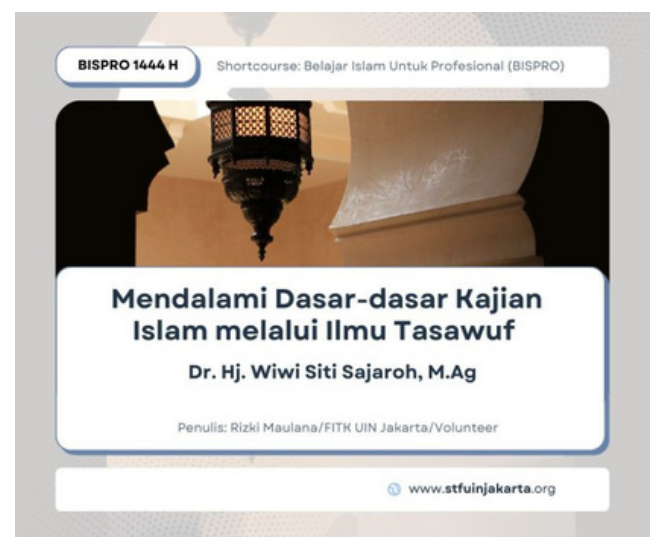 BISPRO 1444 H
Shortcourse: Belajar Islam Untuk Profesional (BISPRO)
Mendalami Dasar-dasar Kajian
Islam melalui Ilmu Tasawuf
Dr. Hj. Wiwi Siti Sajaroh, M.Ag
Penulis: Rizki Maulana/FITK UIN Jakarta/Volunteer
www.stfuinjakarta.org